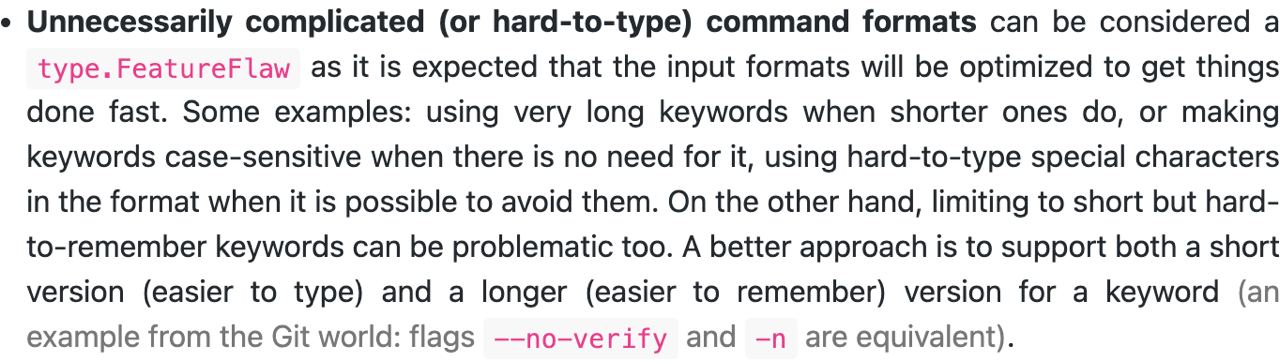 • Unnecessarily complicated (or hard-to-type) command formats can be considered a
type.FeatureFlaw as it is expected that the input formats will be optimized to get things
done fast. Some examples: using very long keywords when shorter ones do, or making
keywords case-sensitive when there is no need for it, using hard-to-type special characters
in the format when it is possible to avoid them. On the other hand, limiting to short but hard-
to-remember keywords can be problematic too. A better approach is to support both a short
version (easier to type) and a longer (easier to remember) version for a keyword (an
example from the Git world: flags --no-verify and -n are equivalent).